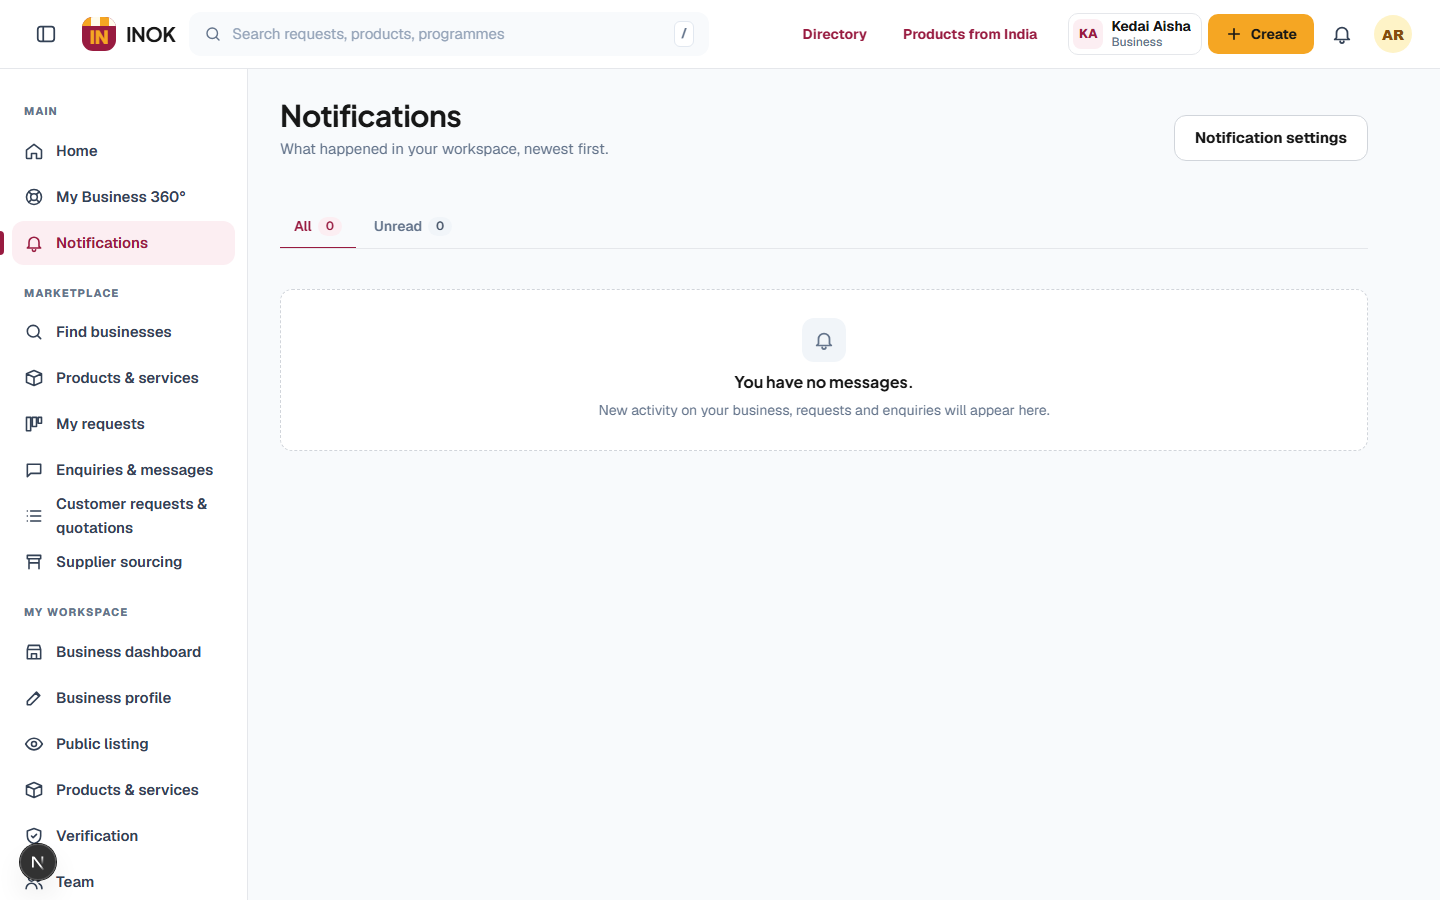 IN INOK
Search requests, products, programmes
/
Directory
Products from India
KA
Kedai Aisha
Business
+ Create
AR
MAIN
Home
My Business 360°
Notifications
MARKETPLACE
Find businesses
Products & services
My requests
Enquiries & messages
Customer requests &
quotations
Supplier sourcing
MY WORKSPACE
Business dashboard
Business profile
Public listing
Products & services
Verification
N
Team
Notifications
What happened in your workspace, newest first.
Notification settings
All 0
Unread 0
You have no messages.
New activity on your business, requests and enquiries will appear here.